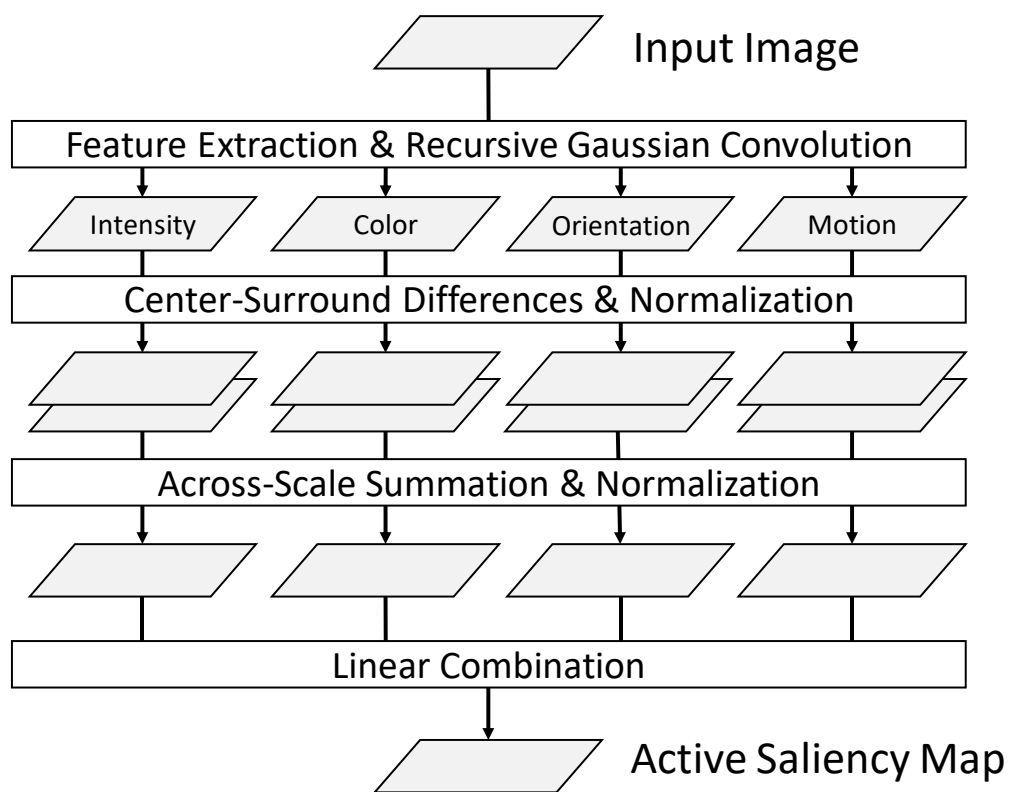 Input Image
Feature Extraction & Recursive Gaussian Convolution
Intensity
Color
Orientation
Motion
Center-Surround Differences & Normalization
Across-Scale Summation & Normalization
Linear Combination
Active Saliency Map